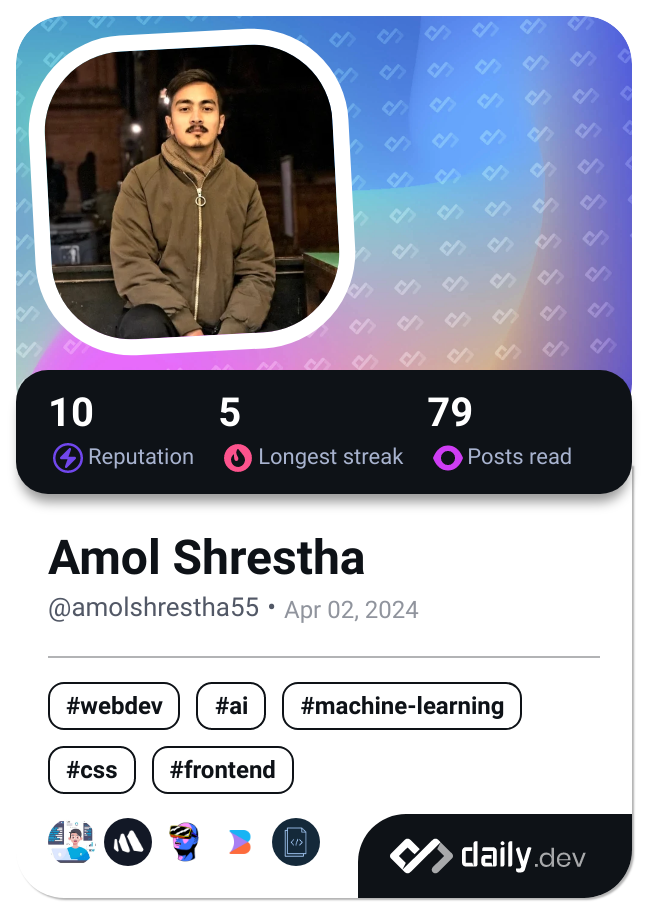 10 5 79
Reputation Longest streak Posts read
Amol Shrestha
@amolshrestha55 • Apr 02, 2024
#webdev #ai #machine-learning
#css #frontend
daily.dev